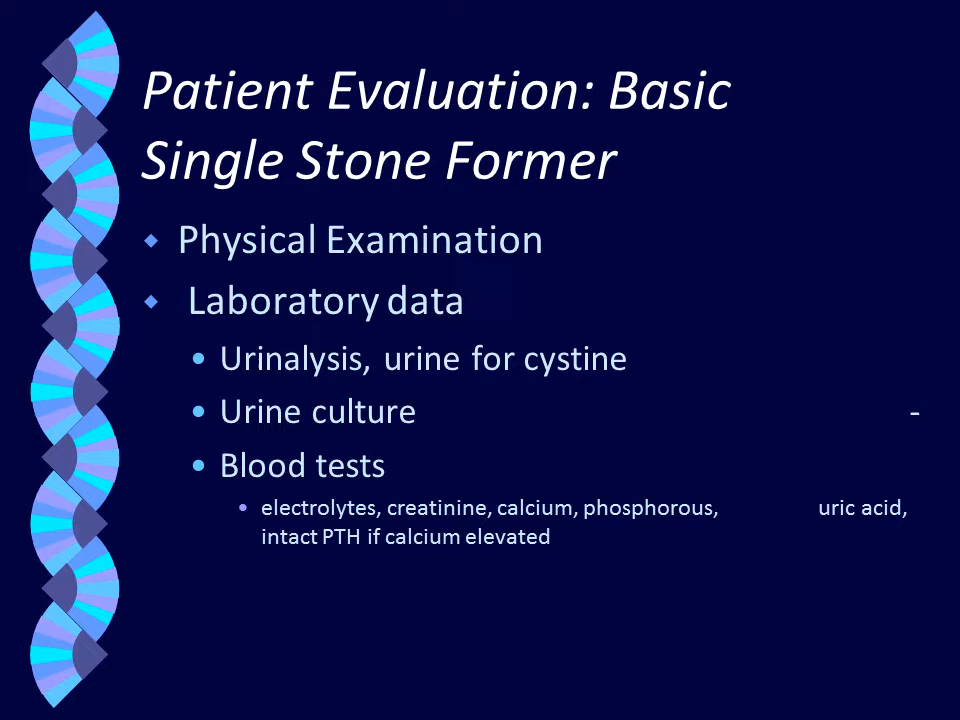 Patient Evaluation: Basic
Single Stone Former
Physical Examination
Laboratory data
Urinalysis, urine for cystine
Urine culture -
Blood tests
electrolytes, creatinine, calcium, phosphorous, uric acid,
intact PTH if calcium elevated